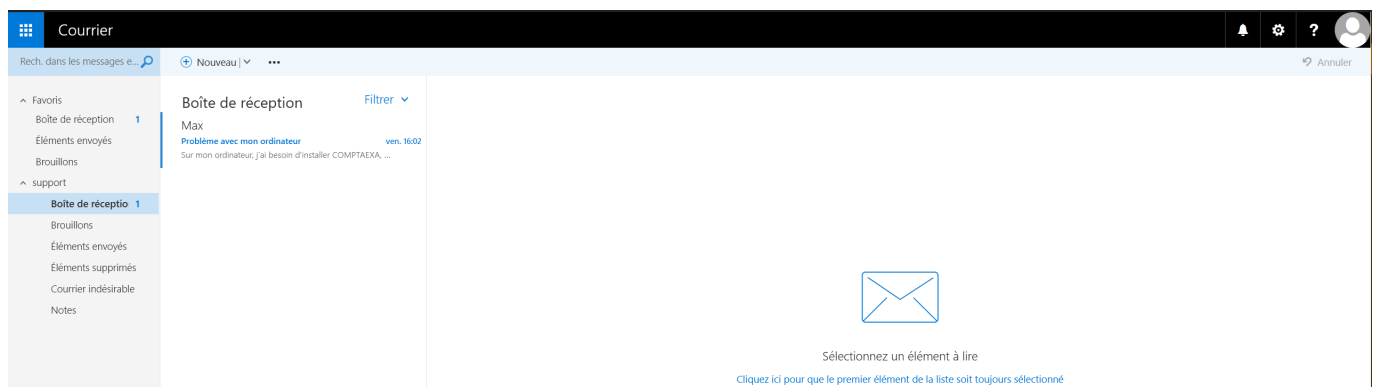 Courrier
?
Rech. dans les messages e...
Nouveau
...
Annuler
Favoris
Boîte de réception 1
Éléments envoyés
Brouillons
support
Boîte de réceptio 1
Brouillons
Éléments envoyés
Éléments supprimés
Courrier indésirable
Notes
Boîte de réception
Filtrer
Max
Problème avec mon ordinateur ven. 16:02
Sur mon ordinateur, j'ai besoin d'installer COMPTAEXA, ...
Sélectionnez un élément à lire
Cliquez ici pour que le premier élément de la liste soit toujours sélectionné